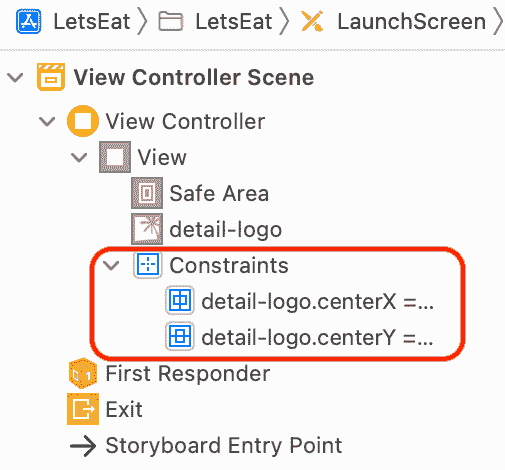 LetsEat LetsEat LaunchScreen
View Controller Scene
View Controller
View
Safe Area
detail-logo
Constraints
detail-logo.centerX =...
detail-logo.centerY =...
First Responder
Exit
Storyboard Entry Point